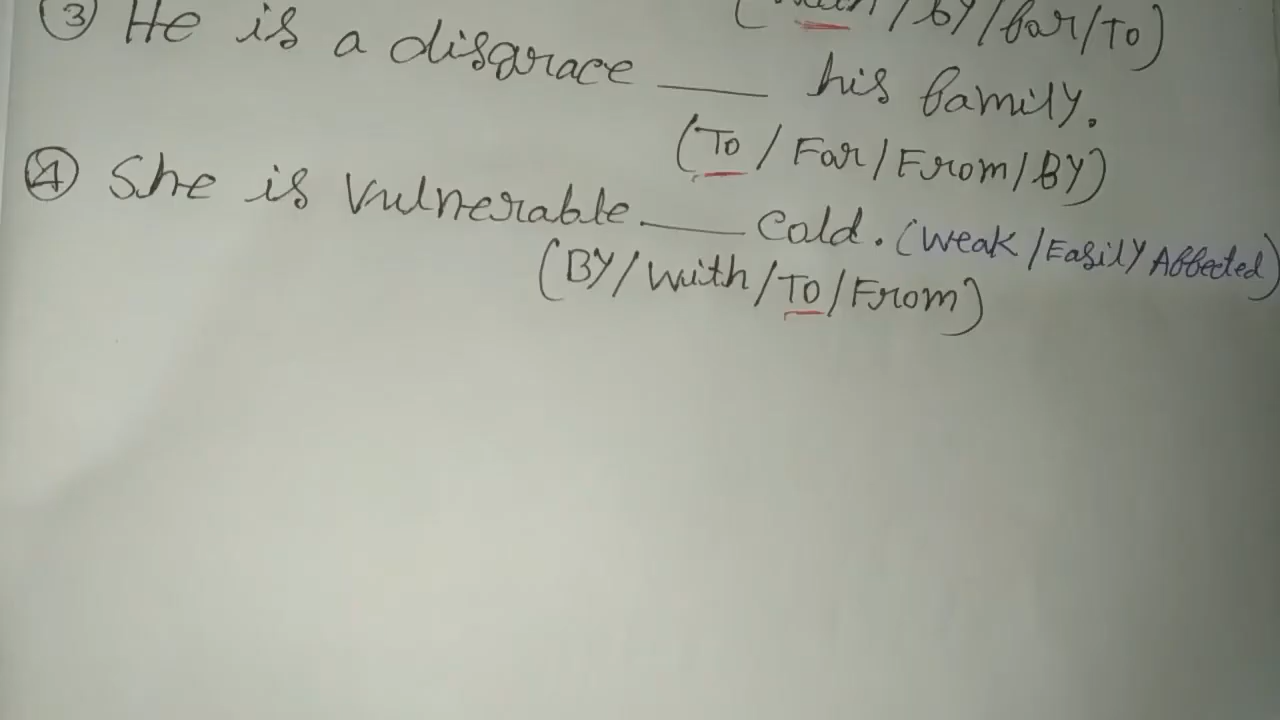 / by / for / To)
③ He is a disgrace ____ his family.
(To / For / From / BY)
④ She is vulnerable ____ cold. (Weak / Easily Affected)
(BY / With / To / From)